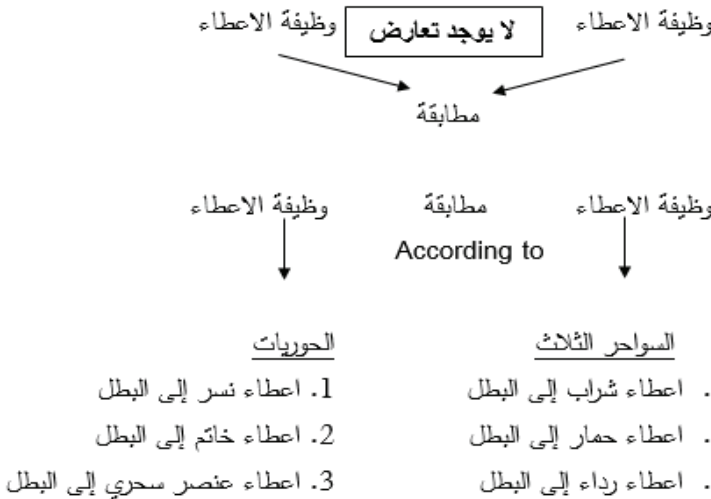 وظيفة الاعطاء لا يوجد تعارض وظيفة الاعطاء
مطابقة
وظيفة الاعطاء مطابقة وظيفة الاعطاء
According to
السواحر الثلاث الحوريات
. اعطاء شراب إلى البطل 1. اعطاء نسر إلى البطل
. اعطاء حمار إلى البطل 2. اعطاء خاتم إلى البطل
. اعطاء رداء إلى البطل 3. اعطاء عنصر سحري إلى البطل